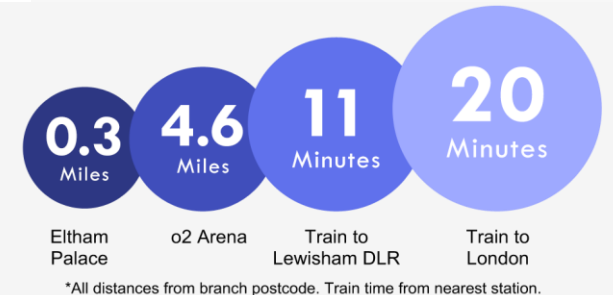 0.3
Miles
4.6
Miles
11
Minutes
20
Minutes
Eltham
Palace
o2 Arena
Train to
Lewisham DLR
Train to
London
*All distances from branch postcode. Train time from nearest station.